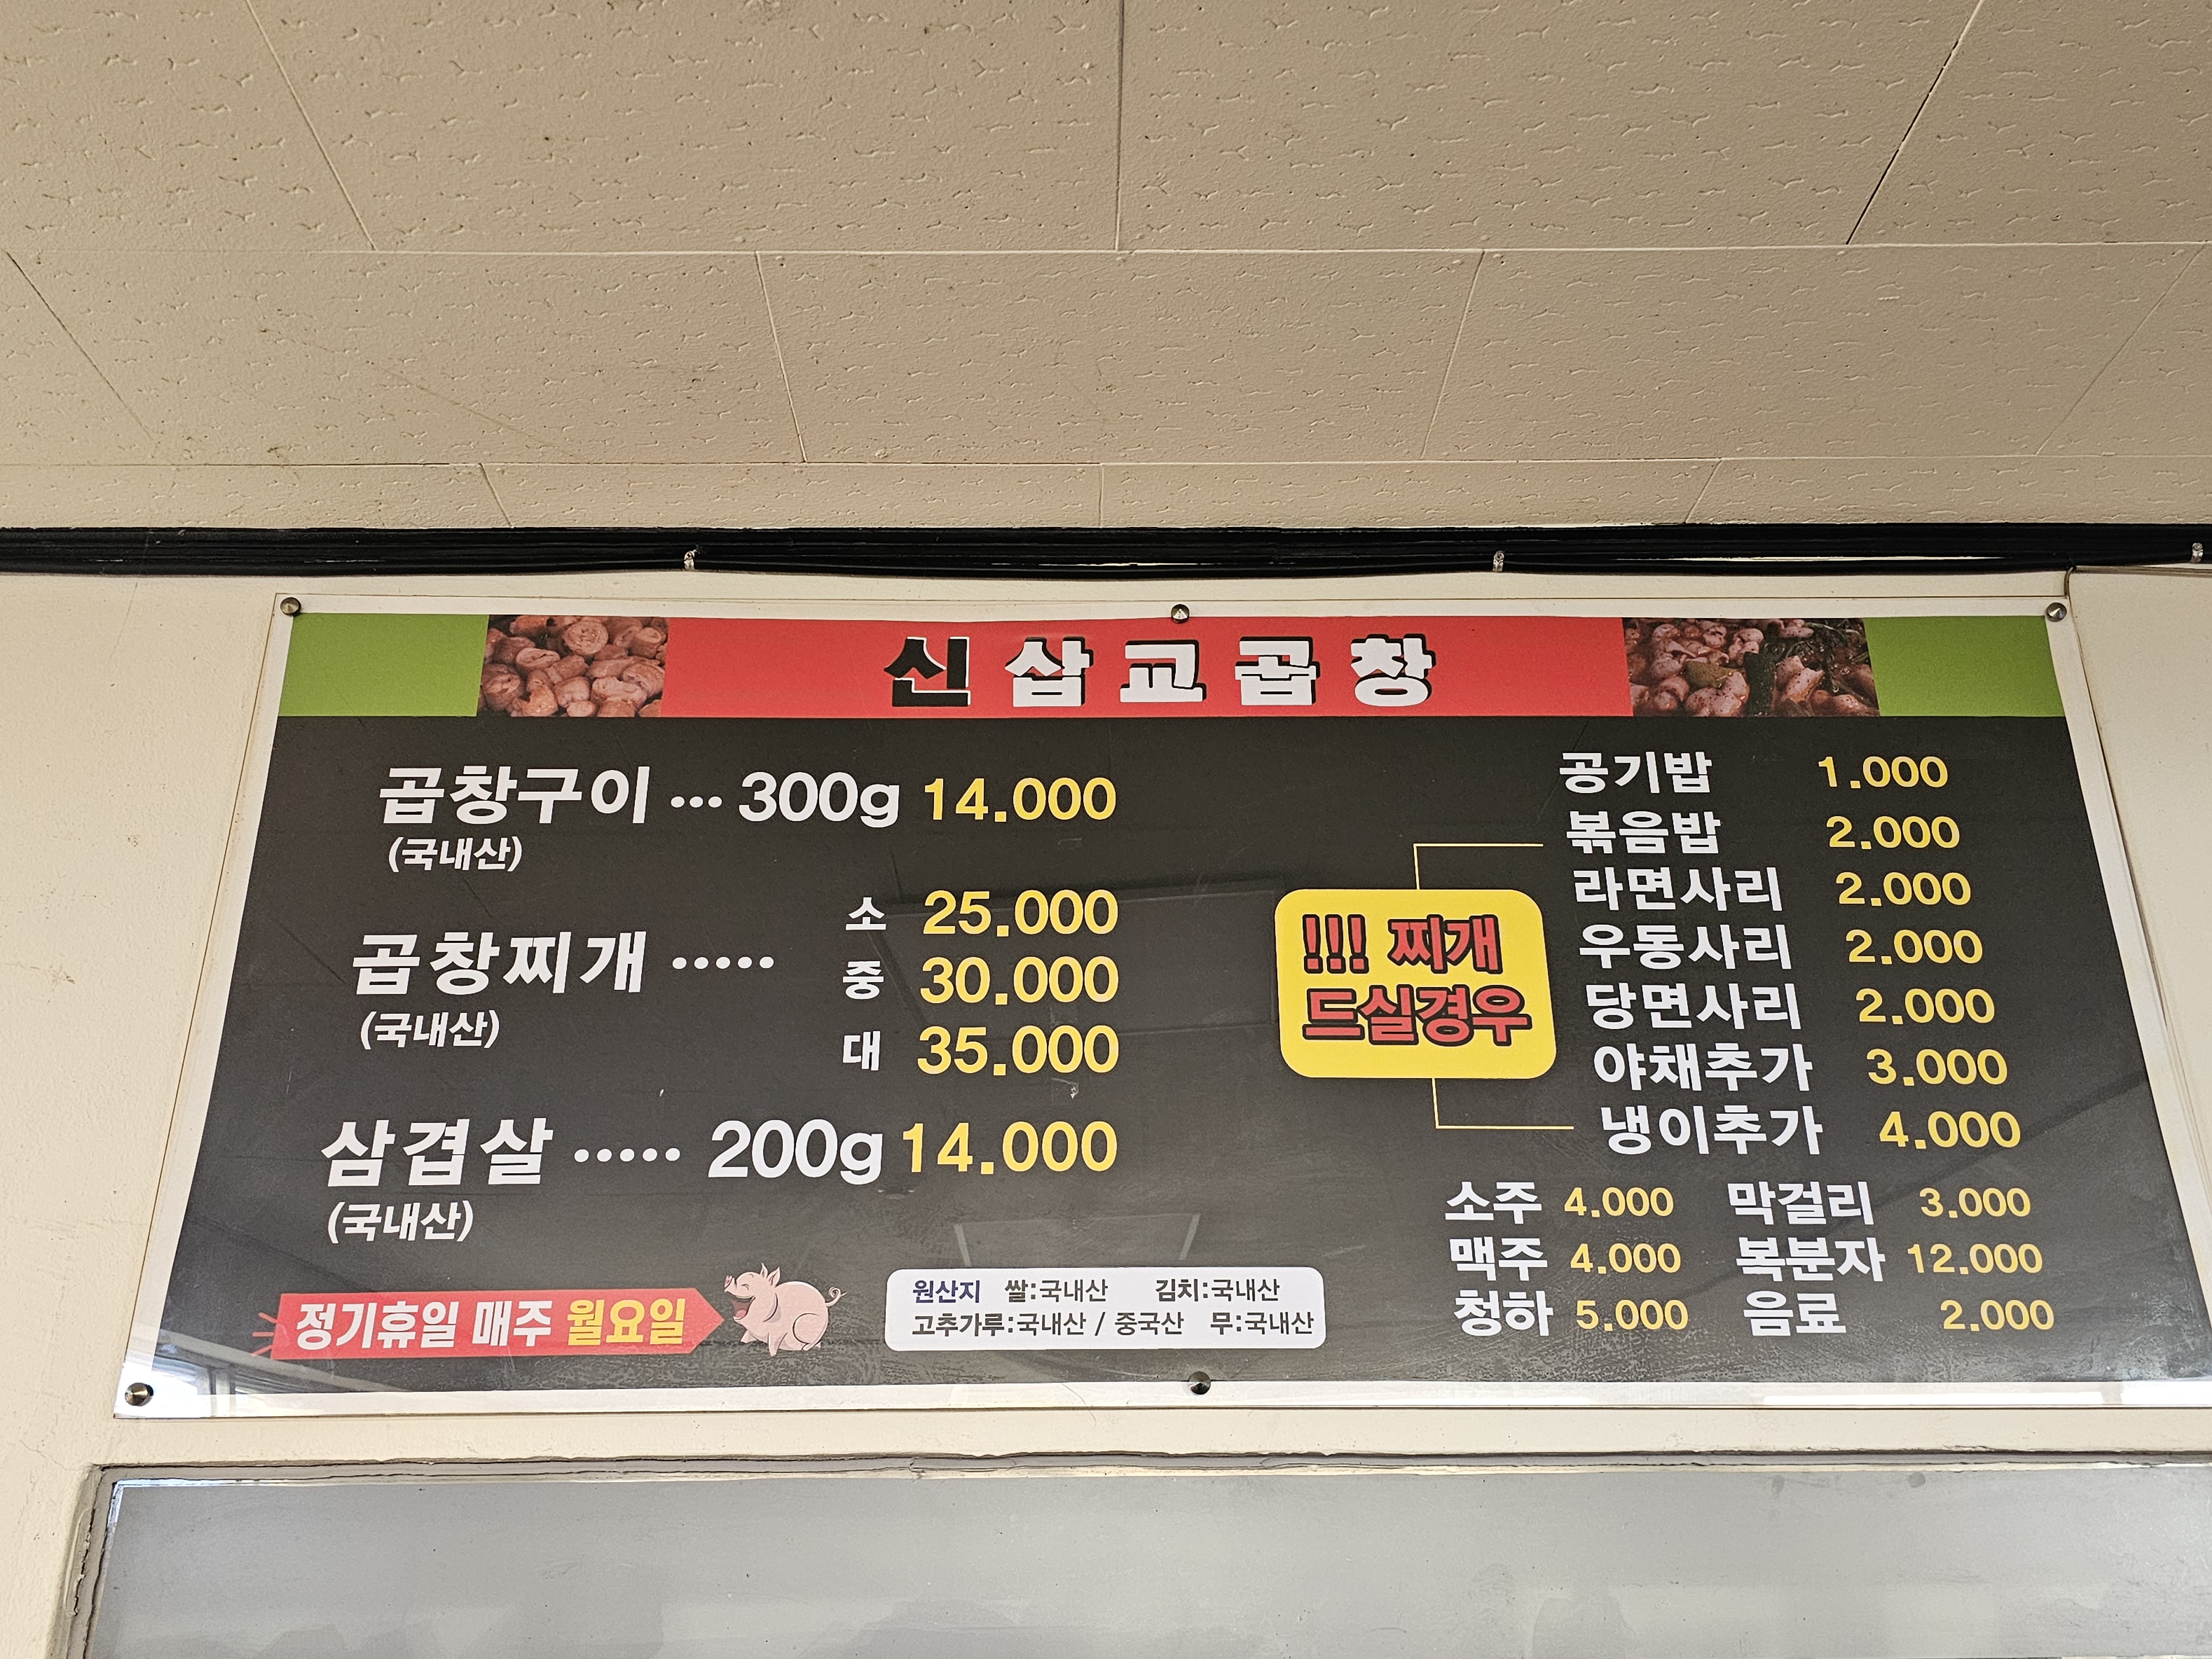 신삽교곱창
곱창구이 ... 300g 14.000
(국내산)
곱창찌개 ..... 소 25.000
중 30.000
대 35.000
(국내산)
삼겹살 ..... 200g 14.000
(국내산)
정기휴일 매주 월요일
원산지 쌀:국내산 김치:국내산
고추가루:국내산 / 중국산 무:국내산
!!! 찌개
드실경우
공기밥 1.000
볶음밥 2.000
라면사리 2.000
우동사리 2.000
당면사리 2.000
야채추가 3.000
냉이추가 4.000
소주 4.000 막걸리 3.000
맥주 4.000 복분자 12.000
청하 5.000 음료 2.000